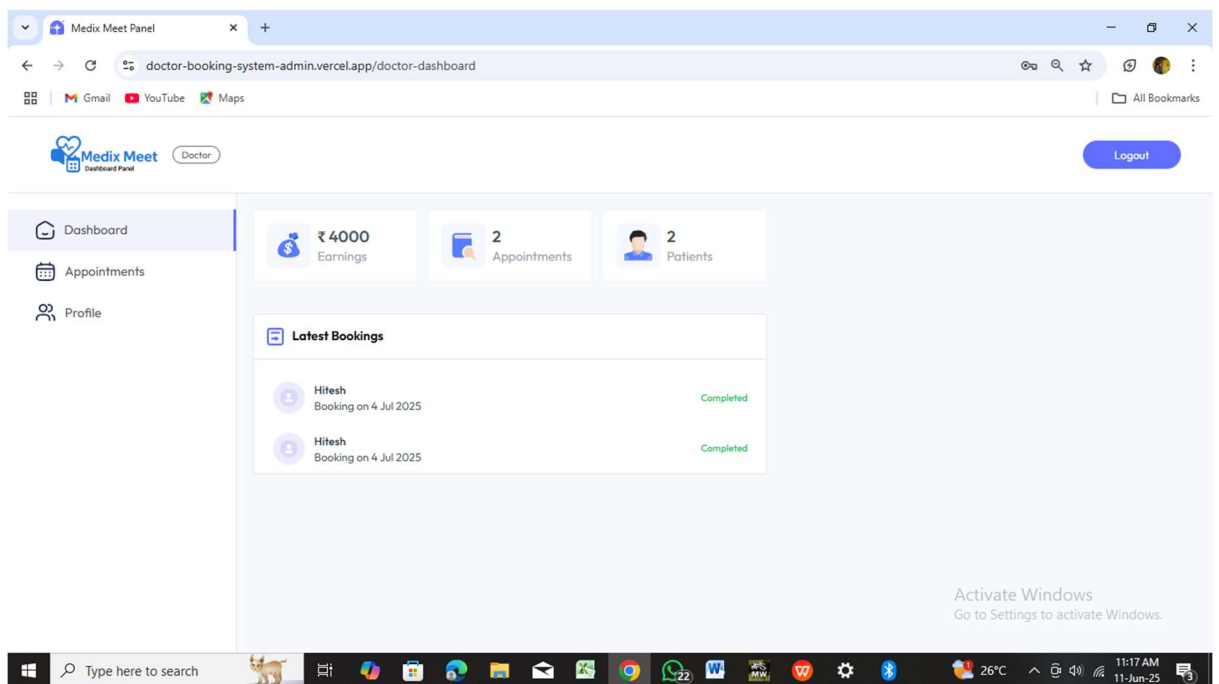 Medix Meet Panel
doctor-booking-system-admin.vercel.app/doctor-dashboard
Gmail YouTube Maps
All Bookmarks
Medix Meet
Dashboard Panel
Doctor
Logout
Dashboard
Appointments
Profile
₹ 4000
Earnings
2
Appointments
2
Patients
Latest Bookings
Hitesh
Booking on 4 Jul 2025
Completed
Hitesh
Booking on 4 Jul 2025
Completed
Activate Windows
Go to Settings to activate Windows.
Type here to search
22
26°C
11:17 AM
11-Jun-25
3